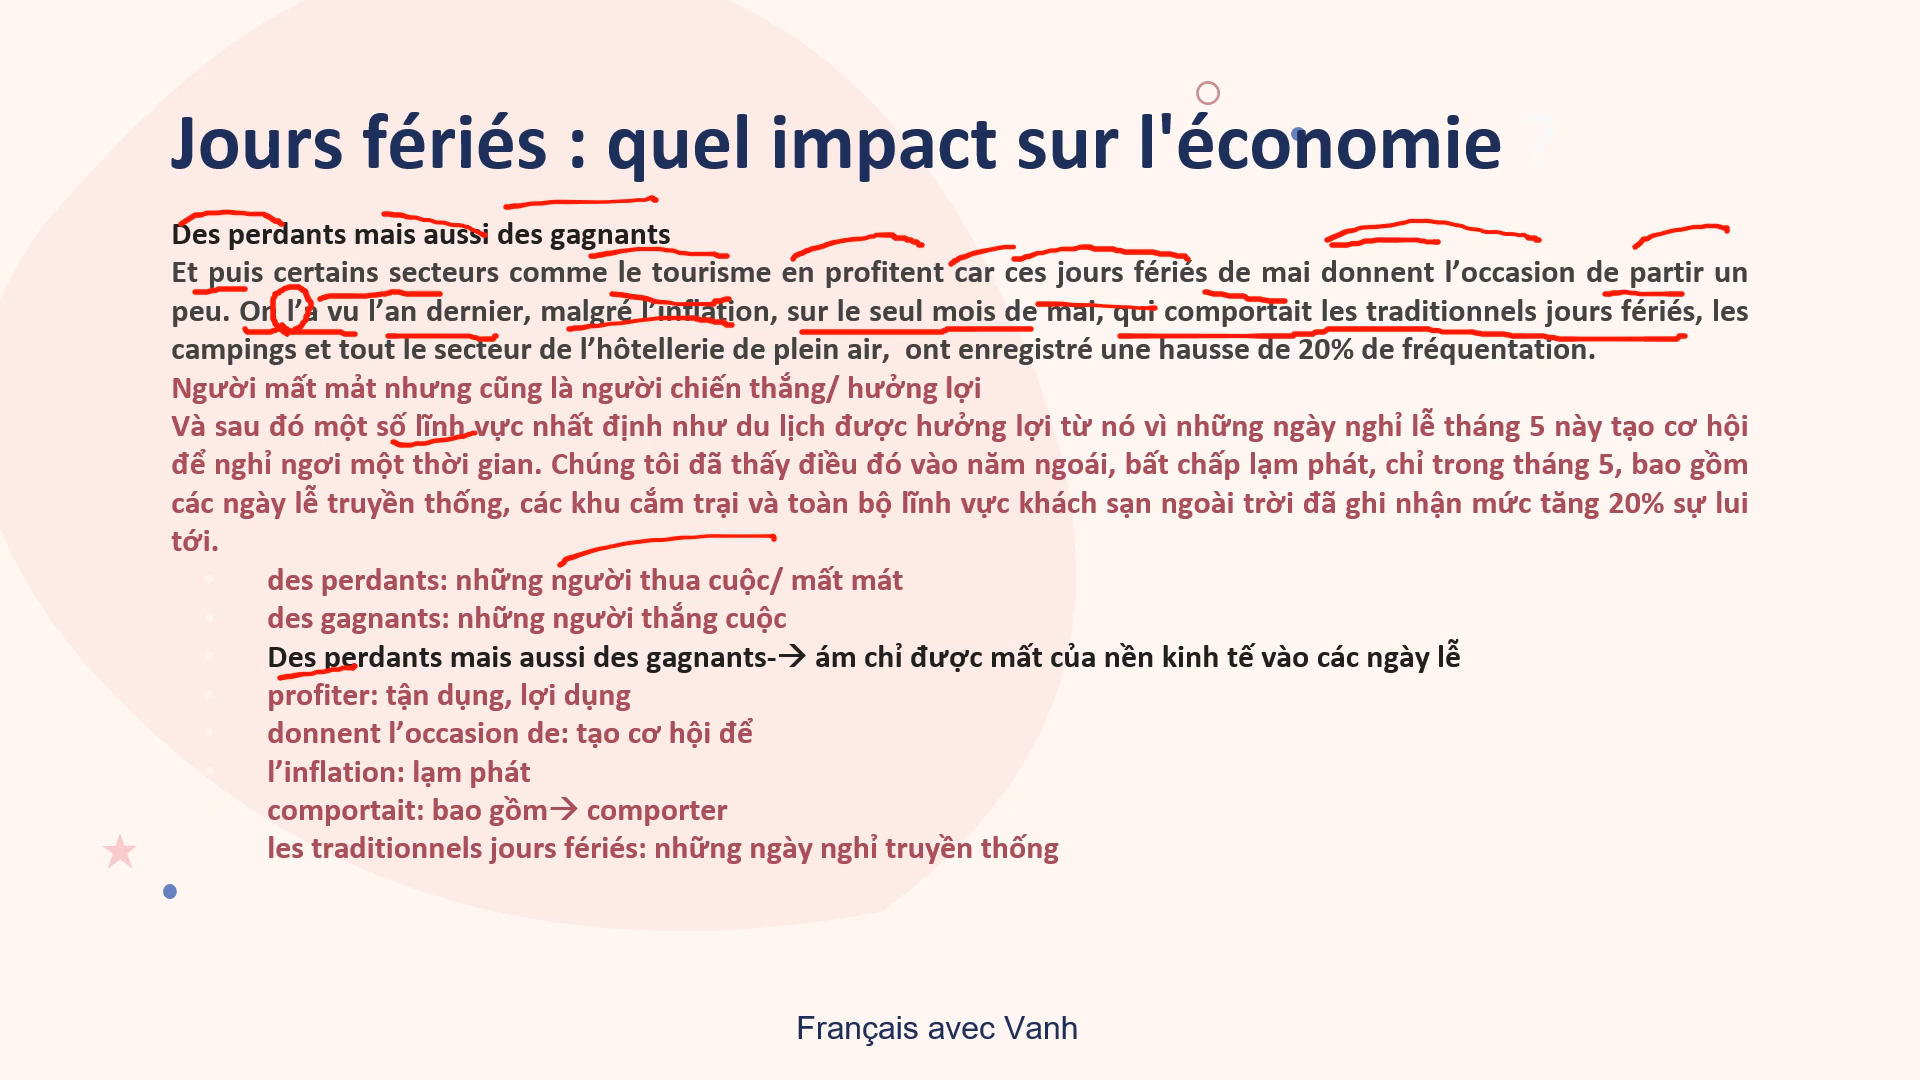 Jours fériés : quel impact sur l'économie ?
Des perdants mais aussi des gagnants
Et puis certains secteurs comme le tourisme en profitent car ces jours fériés de mai donnent l’occasion de partir un
peu. On l’a vu l’an dernier, malgré l’inflation, sur le seul mois de mai, qui comportait les traditionnels jours fériés, les
campings et tout le secteur de l’hôtellerie de plein air, ont enregistré une hausse de 20% de fréquentation.
Người mất mảt nhưng cũng là người chiến thắng/ hưởng lợi
Và sau đó một số lĩnh vực nhất định như du lịch được hưởng lợi từ nó vì những ngày nghỉ lễ tháng 5 này tạo cơ hội
để nghỉ ngơi một thời gian. Chúng tôi đã thấy điều đó vào năm ngoái, bất chấp lạm phát, chỉ trong tháng 5, bao gồm
các ngày lễ truyền thống, các khu cắm trại và toàn bộ lĩnh vực khách sạn ngoài trời đã ghi nhận mức tăng 20% sự lui
tới.
des perdants: những người thua cuộc/ mất mát
des gagnants: những người thắng cuộc
Des perdants mais aussi des gagnants-→ ám chỉ được mất của nền kinh tế vào các ngày lễ
profiter: tận dụng, lợi dụng
donnent l’occasion de: tạo cơ hội để
l’inflation: lạm phát
comportait: bao gồm→ comporter
les traditionnels jours fériés: những ngày nghỉ truyền thống
Français avec Vanh